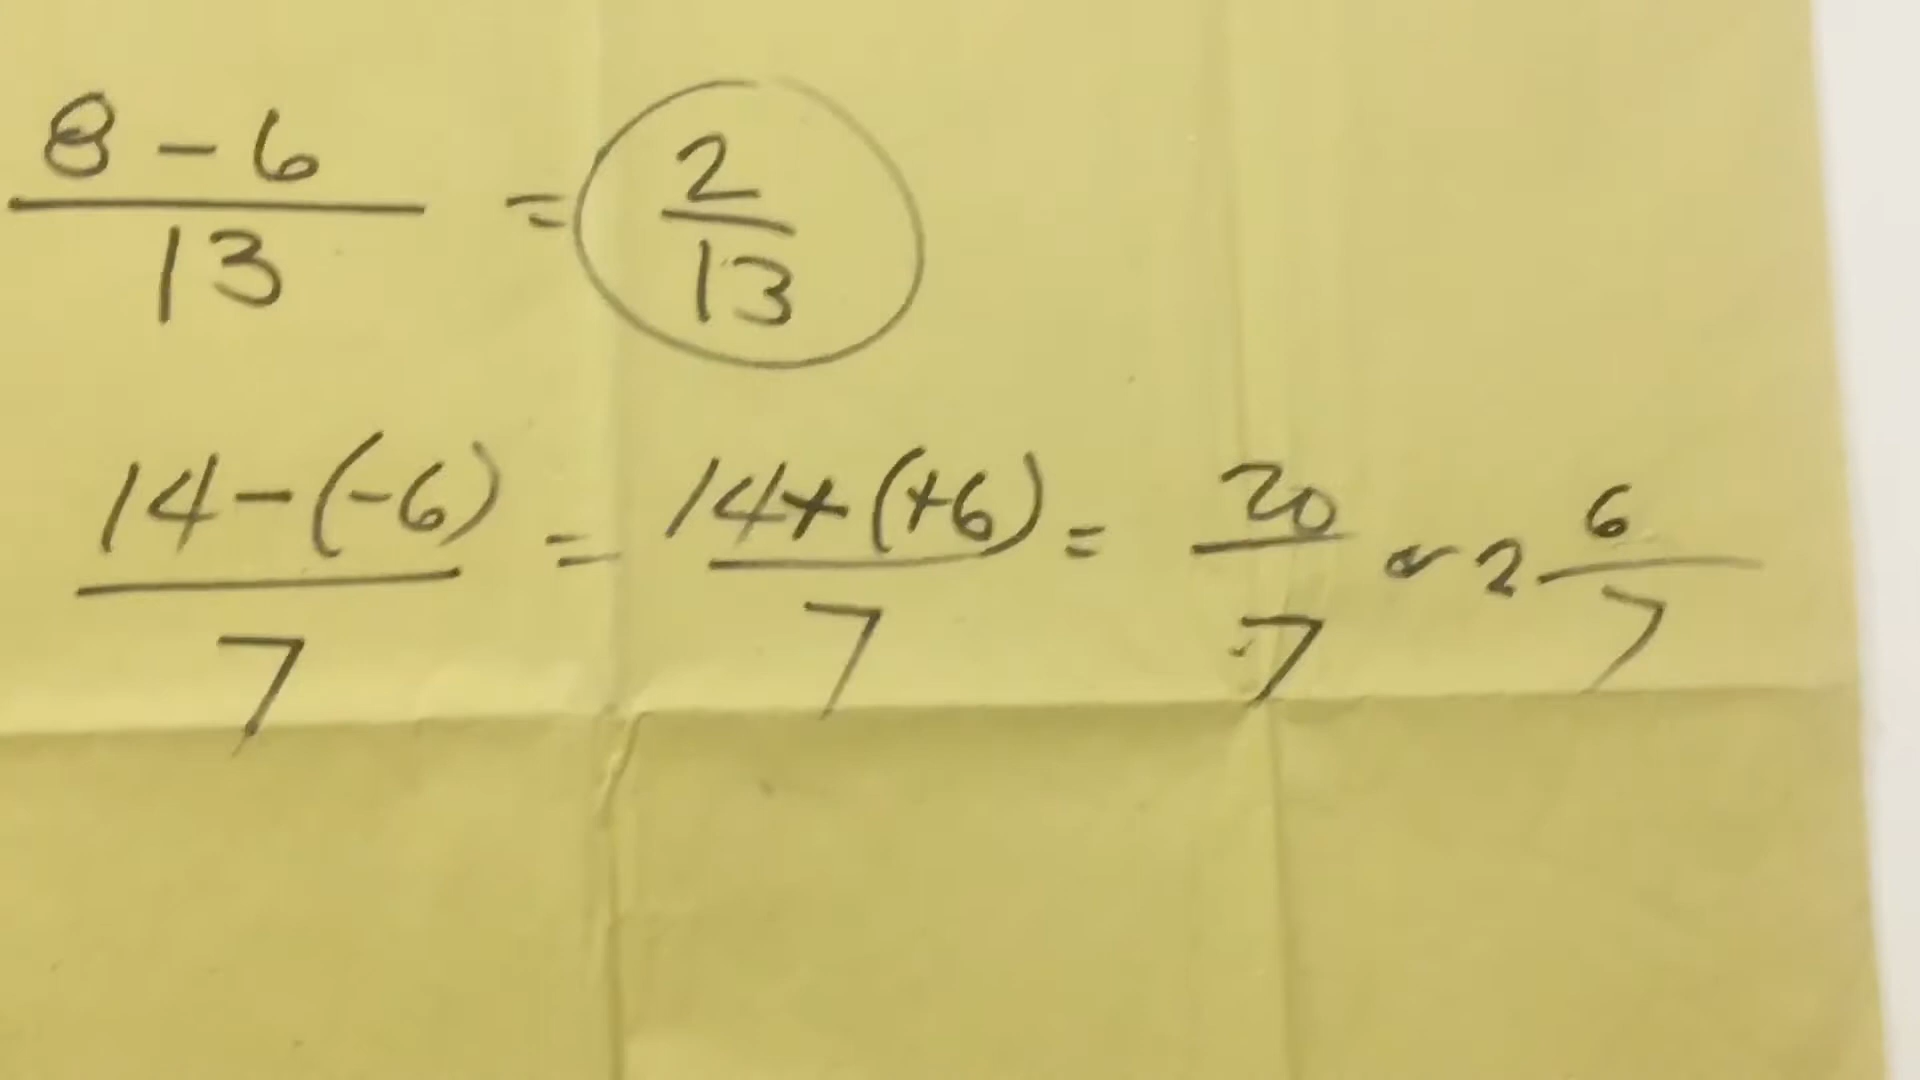 8 - 6 / 13 = 2 / 13
14 - (-6) / 7 = 14 + (+6) / 7 = 20 / 7 or 2 6 / 7